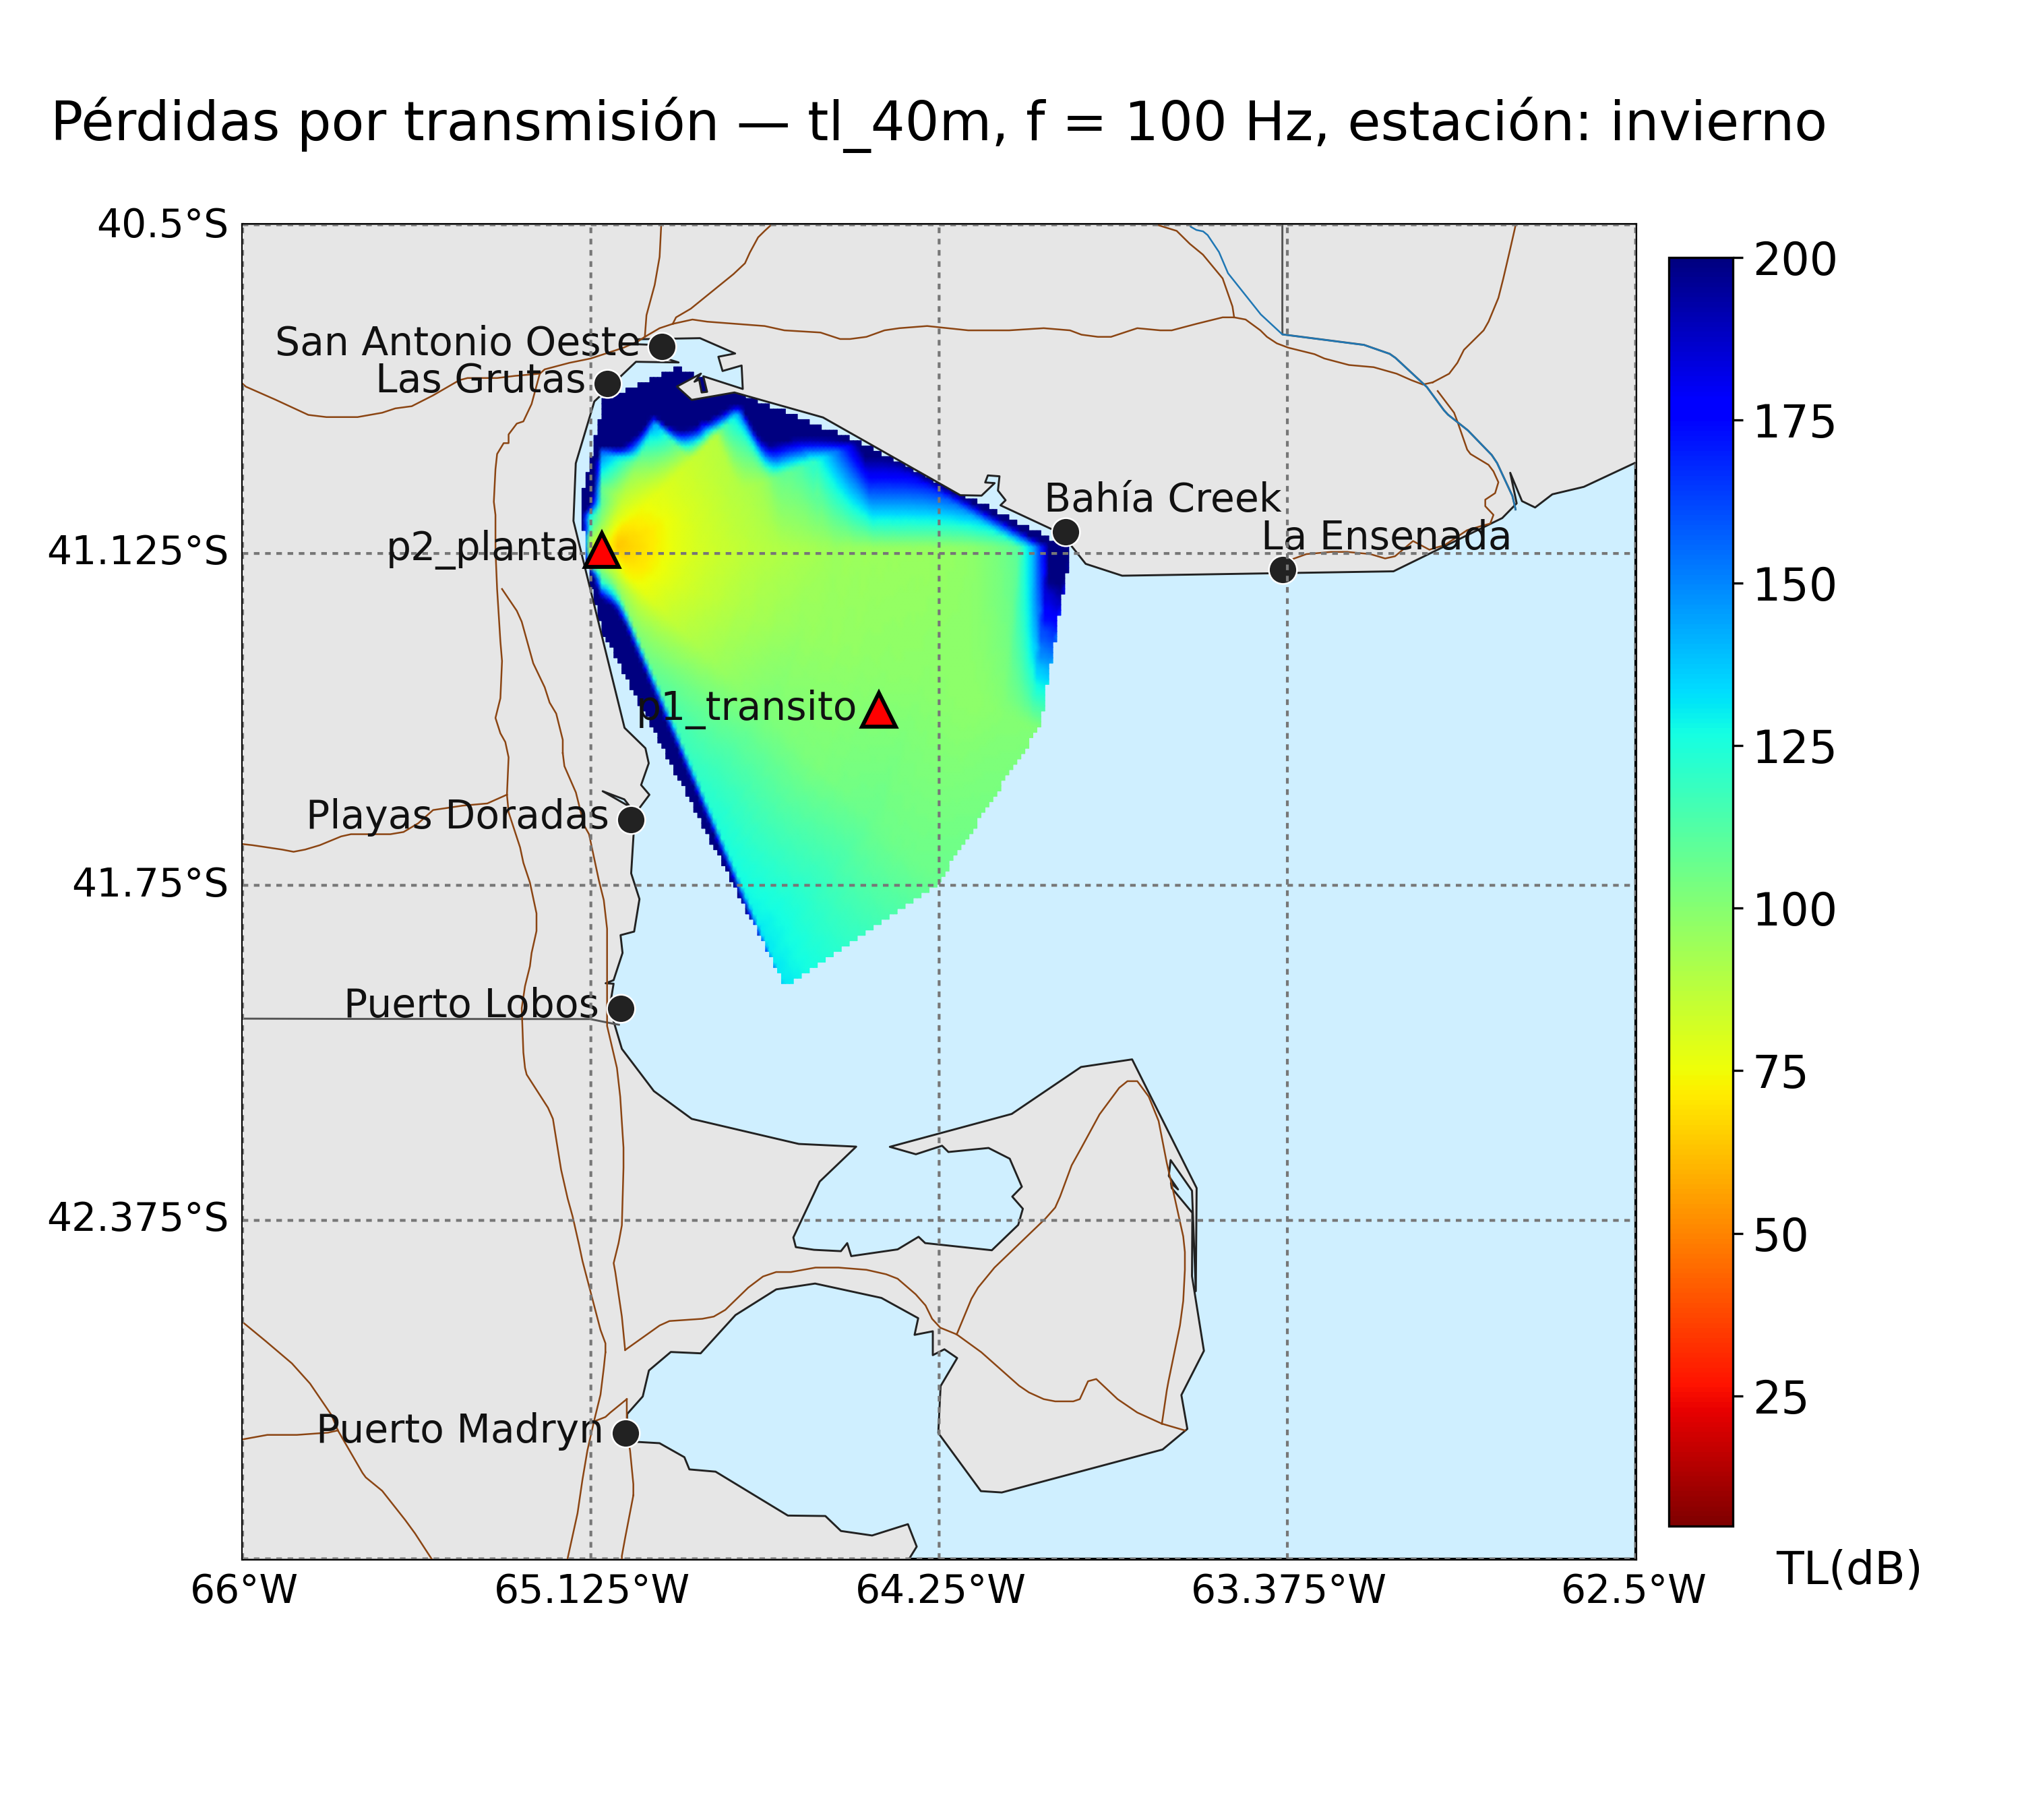 Pérdidas por transmisión — tl_40m, f = 100 Hz, estación: invierno
40.5°S
200
San Antonio Oeste
Las Grutas
175
Bahía Creek
La Ensenada
p2_planta
41.125°S
150
p1_transito
125
Playas Doradas
41.75°S
100
Puerto Lobos
75
42.375°S
50
25
Puerto Madryn
TL(dB)
66°W 65.125°W 64.25°W 63.375°W 62.5°W